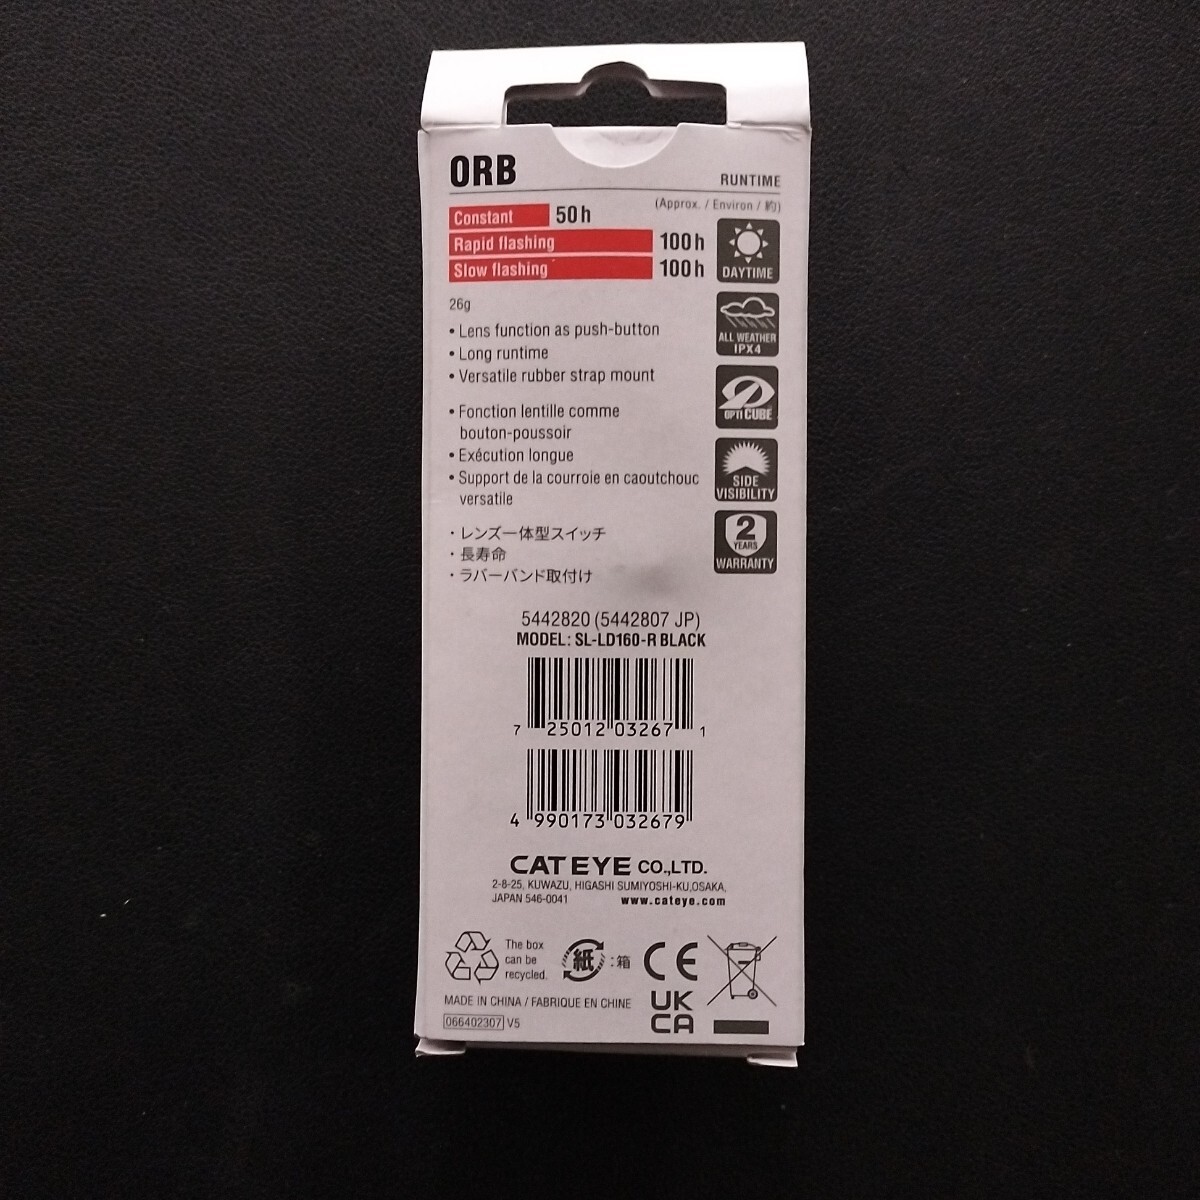 ORB
RUNTIME
(Approx. / Environ / 約)
Constant 50h
Rapid flashing 100h
Slow flashing 100h
DAYTIME
26g
• Lens function as push-button
• Long runtime
• Versatile rubber strap mount
ALL WEATHER
IPX4
• Fonction lentille comme
bouton-poussoir
• Exécution longue
• Support de la courroie en caoutchouc
versatile
OPTICUBE
SIDE
VISIBILITY
・レンズ一体型スイッチ
・長寿命
・ラバーバンド取付け
2
YEARS
WARRANTY
5442820 (5442807 JP)
MODEL: SL-LD160-R BLACK
7 25012 03267 1
4 990173 032679
CATEYE CO.,LTD.
2-8-25, KUWAZU, HIGASHI SUMIYOSHI-KU,OSAKA,
JAPAN 546-0041 www.cateye.com
The box
can be
recycled.
紙 :箱
CE
UK
CA
MADE IN CHINA / FABRIQUE EN CHINE
066402307 V5